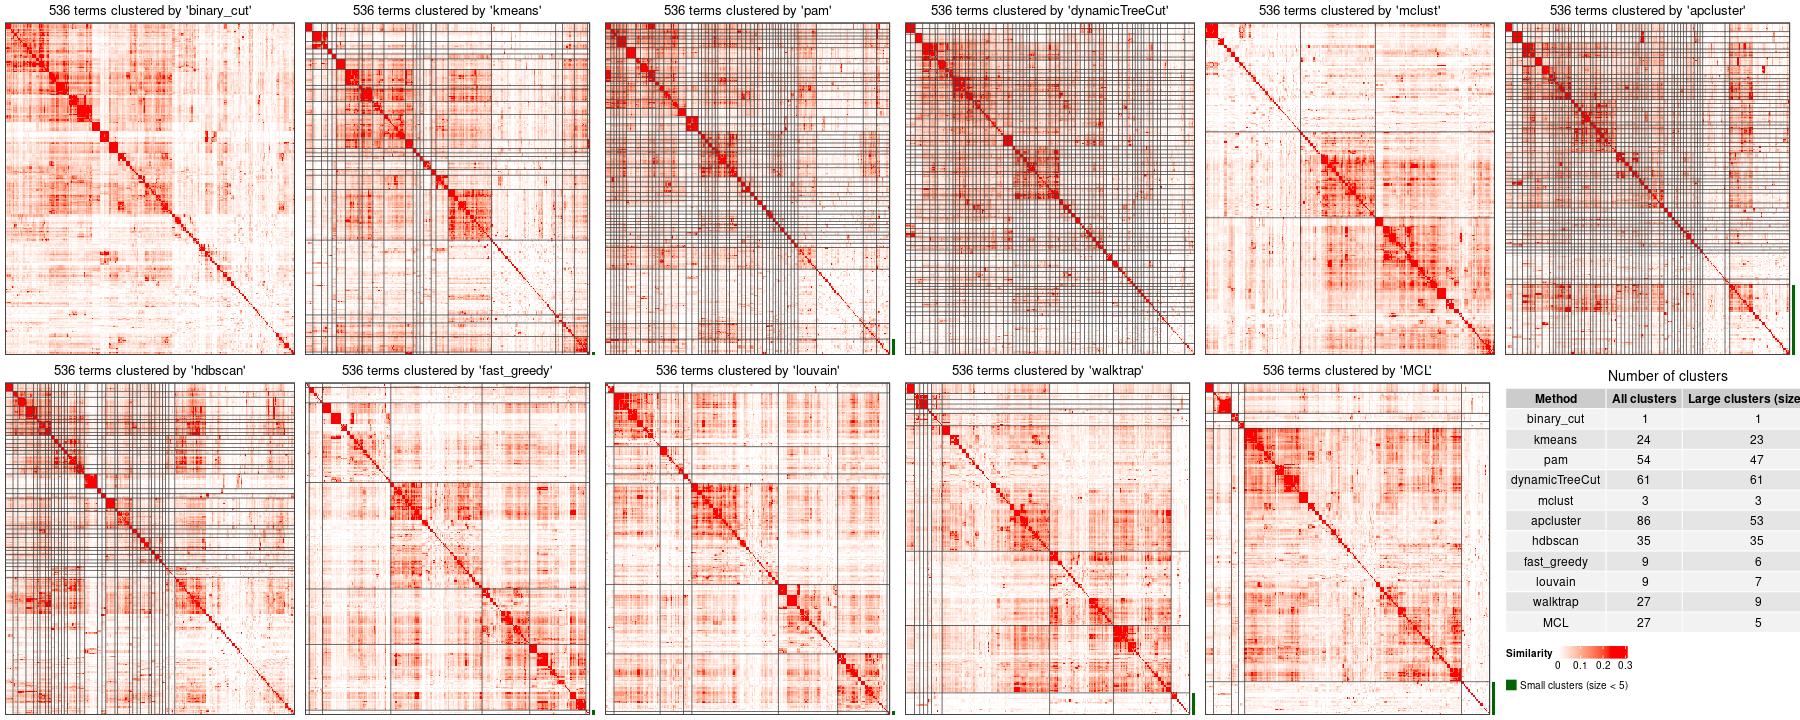 536 terms clustered by 'binary_cut'
536 terms clustered by 'kmeans'
536 terms clustered by 'pam'
536 terms clustered by 'dynamicTreeCut'
536 terms clustered by 'mclust'
536 terms clustered by 'apcluster'
536 terms clustered by 'hdbscan'
536 terms clustered by 'fast_greedy'
536 terms clustered by 'louvain'
536 terms clustered by 'walktrap'
536 terms clustered by 'MCL'
Number of clusters
Method All clusters Large clusters (size
binary_cut 1 1
kmeans 24 23
pam 54 47
dynamicTreeCut 61 61
mclust 3 3
apcluster 86 53
hdbscan 35 35
fast_greedy 9 6
louvain 9 7
walktrap 27 9
MCL 27 5
Similarity
0 0.1 0.2 0.3
Small clusters (size < 5)